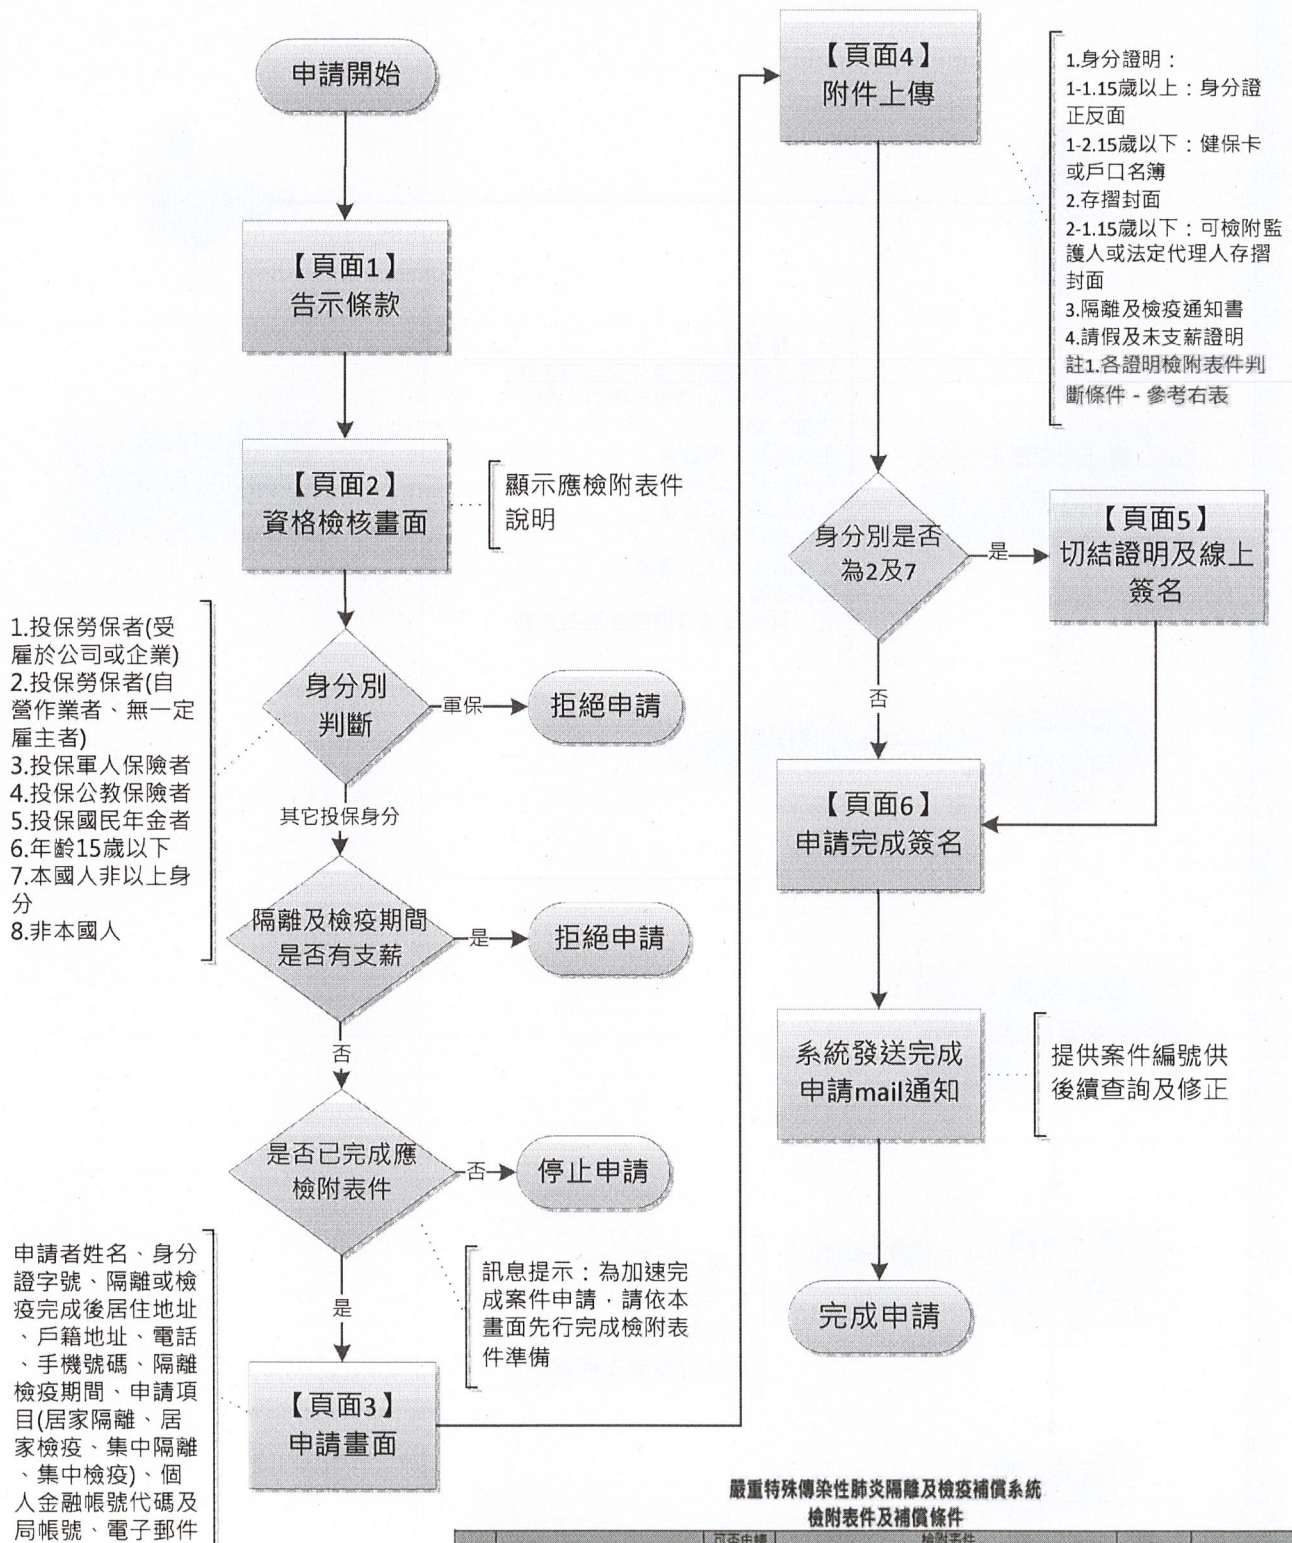 申請開始
【頁面1】
告示條款
【頁面2】
資格檢核畫面
顯示應檢附表件
說明
1.投保勞保者(受
雇於公司或企業)
2.投保勞保者(自
營作業者、無一定
雇主者)
3.投保軍人保險者
4.投保公教保險者
5.投保國民年金者
6.年齡15歲以下
7.本國人非以上身
分
8.非本國人
身分別
判斷
軍保
拒絕申請
其它投保身分
隔離及檢疫期間
是否有支薪
是
拒絕申請
否
是否已完成應
檢附表件
否
停止申請
訊息提示：為加速完
成案件申請，請依本
畫面先行完成檢附表
件準備
是
【頁面3】
申請畫面
申請者姓名、身分
證字號、隔離或檢
疫完成後居住地址
、戶籍地址、電話
、手機號碼、隔離
檢疫期間、申請項
目(居家隔離、居
家檢疫、集中隔離
、集中檢疫)、個
人金融帳號代碼及
局帳號、電子郵件
【頁面4】
附件上傳
1.身分證明：
1-1.15歲以上：身分證
正反面
1-2.15歲以下：健保卡
或戶口名簿
2.存摺封面
2-1.15歲以下：可檢附監
護人或法定代理人存摺
封面
3.隔離及檢疫通知書
4.請假及未支薪證明
註1.各證明檢附表件判
斷條件 - 參考右表
身分別是否
為2及7
是
【頁面5】
切結證明及線上
簽名
否
【頁面6】
申請完成簽名
系統發送完成
申請mail通知
提供案件編號供
後續查詢及修正
完成申請
嚴重特殊傳染性肺炎隔離及檢疫補償系統
檢附表件及補償條件
可否申請
檢附表件